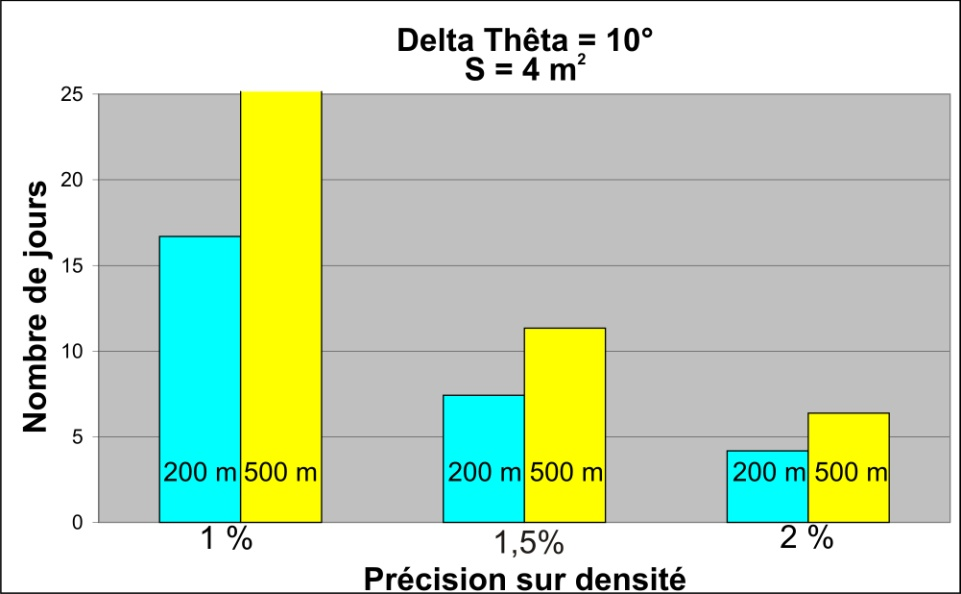 Delta Thêta = 10°
S = 4 m²
25
20
15
10
5
0
Nombre de jours
200 m 500 m
200 m 500 m
200 m 500 m
1 %
1,5%
2 %
Précision sur densité